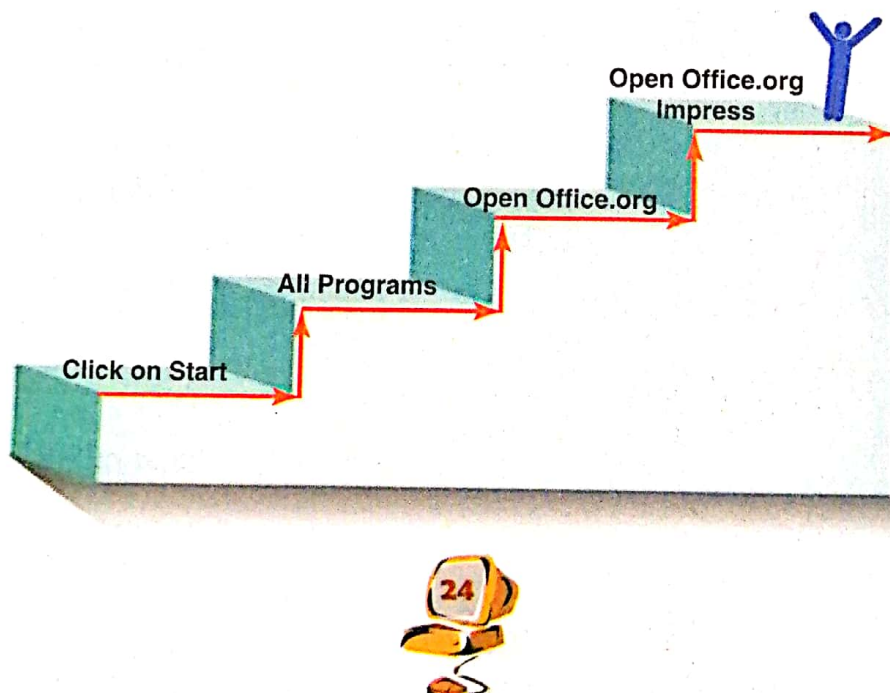 Open Office.org
Impress
Open Office.org
All Programs
Click on Start
24